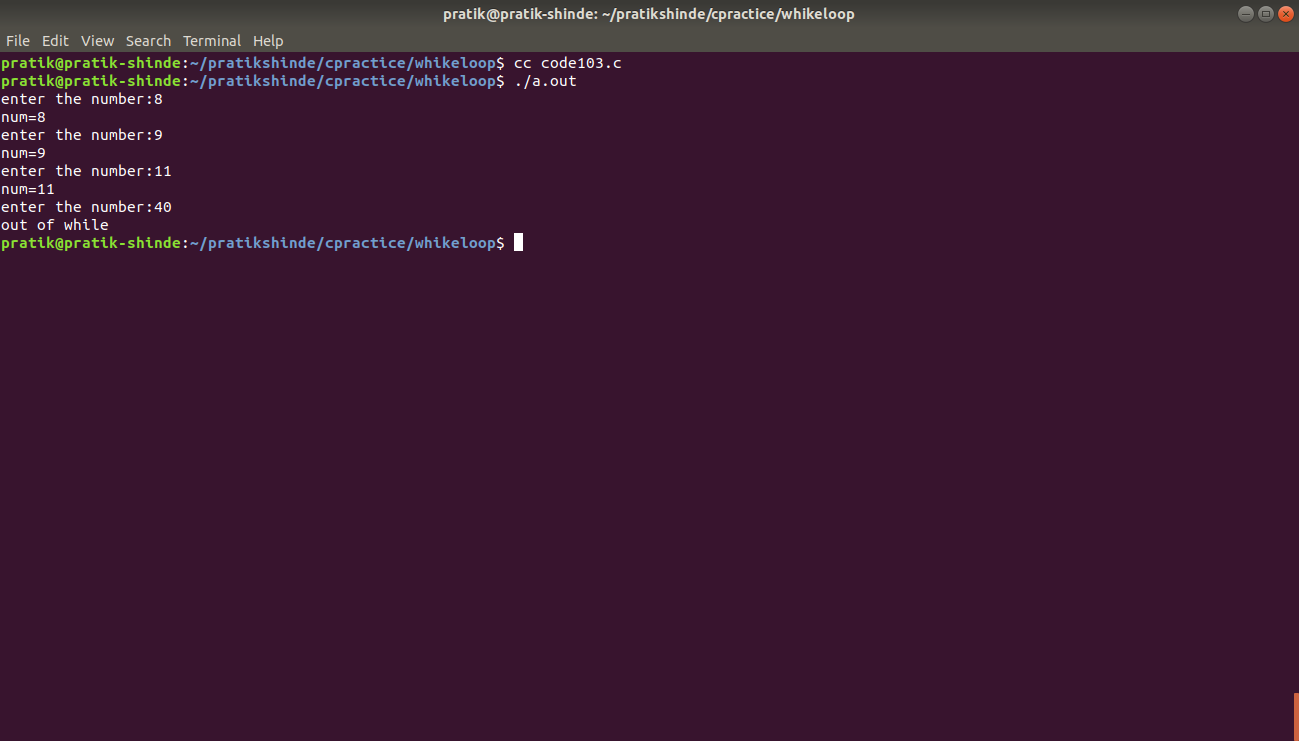 pratik@pratik-shinde: ~/pratikshinde/cpractice/whikeloop
File Edit View Search Terminal Help
pratik@pratik-shinde:~/pratikshinde/cpractice/whikeloop$ cc code103.c
pratik@pratik-shinde:~/pratikshinde/cpractice/whikeloop$ ./a.out
enter the number:8
num=8
enter the number:9
num=9
enter the number:11
num=11
enter the number:40
out of while
pratik@pratik-shinde:~/pratikshinde/cpractice/whikeloop$